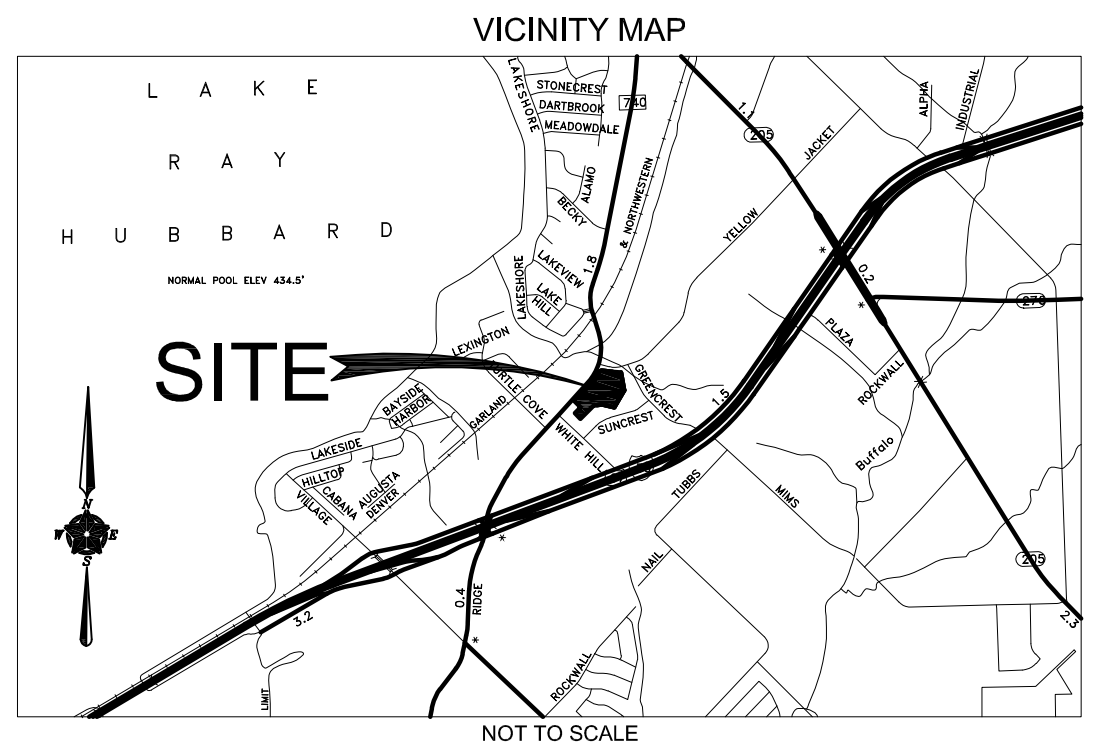 VICINITY MAP
L A K E
R A Y
H U B B A R D
NORMAL POOL ELEV 434.5'
SITE
LAKESHORE
STONECREST
DARTBROOK
MEADOWDALE
740
ALAMO
BECKY
& NORTHWESTERN
1.8
LAKEVIEW
LAKE
HILL
LAKESHORE
LEXINGTON
TURTLE COVE
GARLAND
BAYSIDE
HARBOR
LAKESIDE
HILLTOP
CABANA
VILLAGE
AUGUSTA
DENVER
GREENCREST
SUNCREST
WHITE HILL
1.1
205
JACKET
YELLOW
ALPHA
INDUSTRIAL
*
0.2
*
276
PLAZA
ROCKWALL
1.5
Buffalo
TUBBS
MIMS
NAIL
205
2.3
*
0.4
RIDGE
*
3.2
LIMIT
ROCKWALL
N
W
E
S
NOT TO SCALE